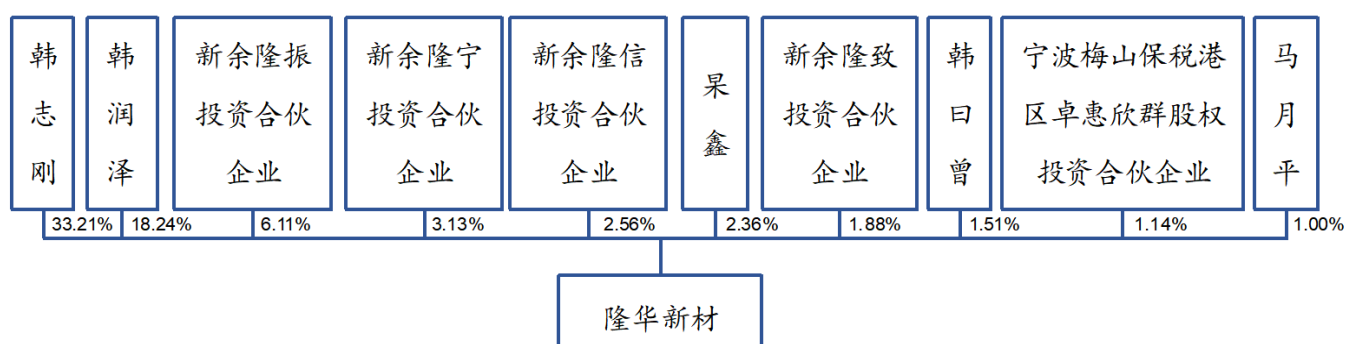 韩志刚
韩润泽
新余隆振
投资合伙
企业
新余隆宁
投资合伙
企业
新余隆信
投资合伙
企业
杲鑫
新余隆致
投资合伙
企业
韩曰曾
宁波梅山保税港
区卓惠欣群股权
投资合伙企业
马月平
33.21%
18.24%
6.11%
3.13%
2.56%
2.36%
1.88%
1.51%
1.14%
1.00%
隆华新材